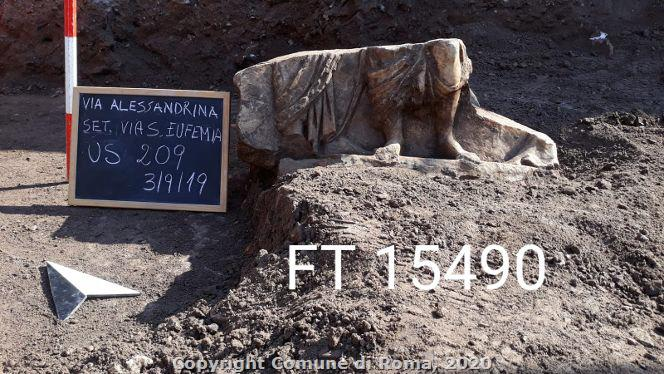 VIA ALESSANDRINA
SET. VIA S. EUFEMIA
US 209
3/9/19
FT 15490
Copyright Comune di Roma, 2020